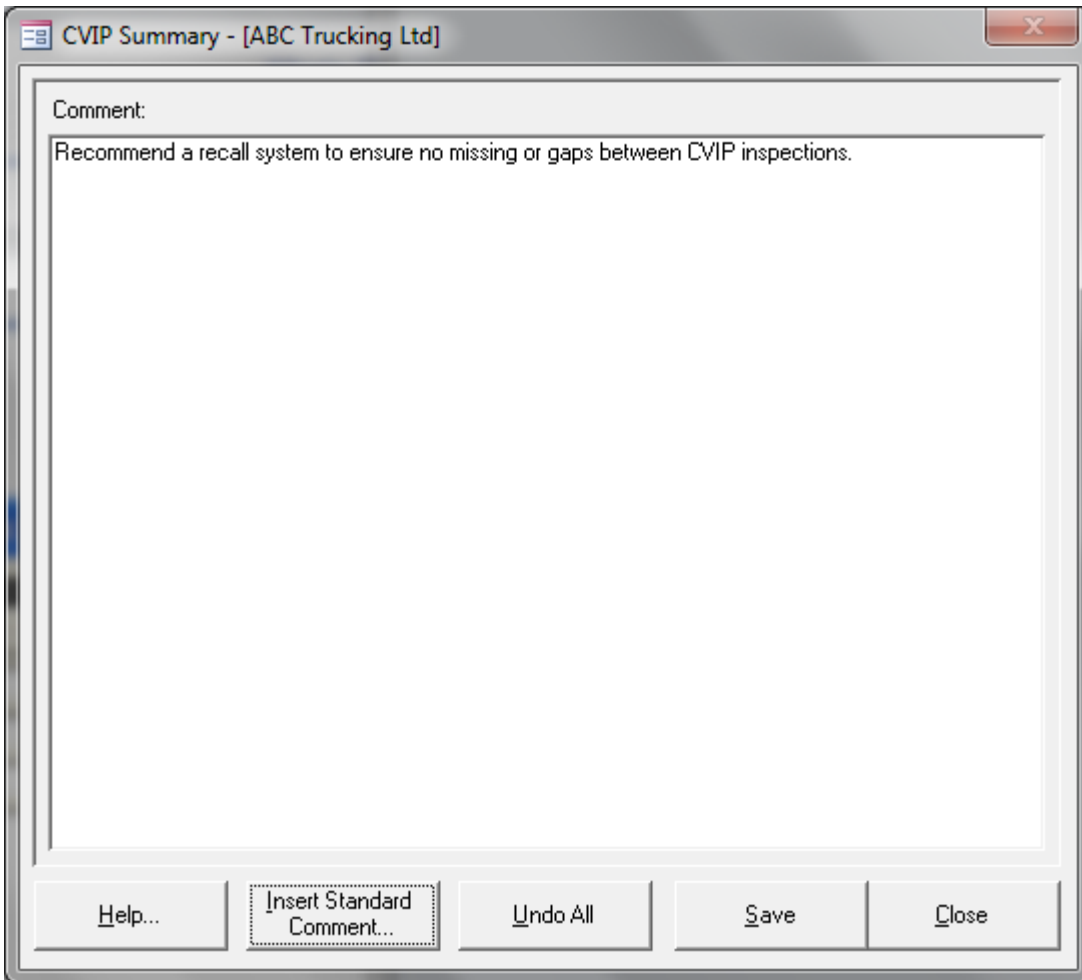 CVIP Summary - [ABC Trucking Ltd]
Comment:
Recommend a recall system to ensure no missing or gaps between CVIP inspections.
Help...
Insert Standard
Comment...
Undo All
Save
Close